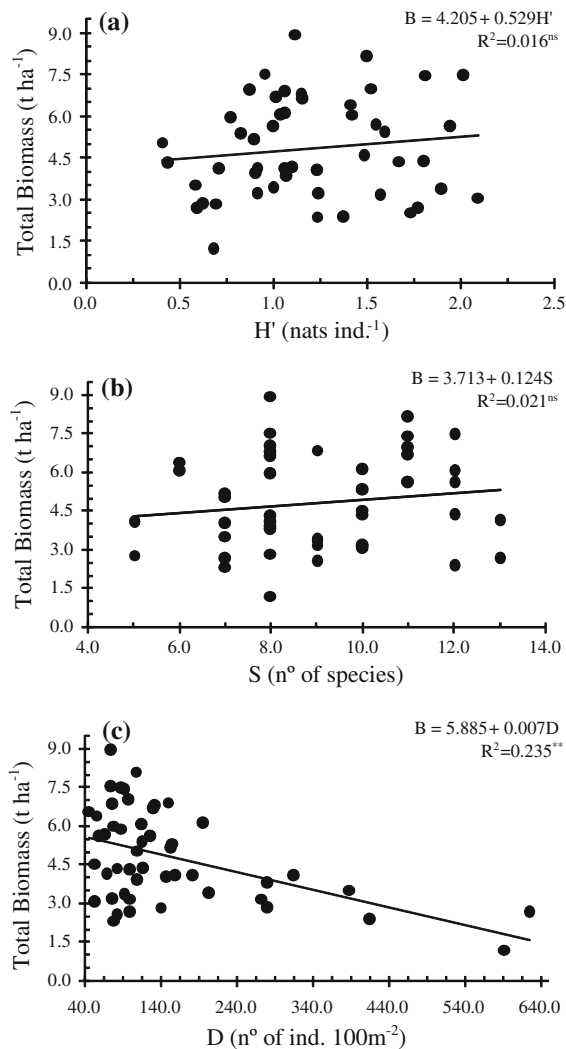 (a)
B = 4.205 + 0.529H'
R²=0.016ⁿˢ
9.0
7.5
6.0
4.5
3.0
1.5
0.0
Total Biomass (t ha⁻¹)
0.0 0.5 1.0 1.5 2.0 2.5
H' (nats ind.⁻¹)
(b)
B = 3.713 + 0.124S
R²=0.021ⁿˢ
9.0
7.5
6.0
4.5
3.0
1.5
0.0
Total Biomass (t ha⁻¹)
4.0 6.0 8.0 10.0 12.0 14.0
S (nº of species)
(c)
B = 5.885 + 0.007D
R²=0.235**
9.0
7.5
6.0
4.5
3.0
1.5
0.0
Total Biomass (t ha⁻¹)
40.0 140.0 240.0 340.0 440.0 540.0 640.0
D (nº of ind. 100m⁻²)